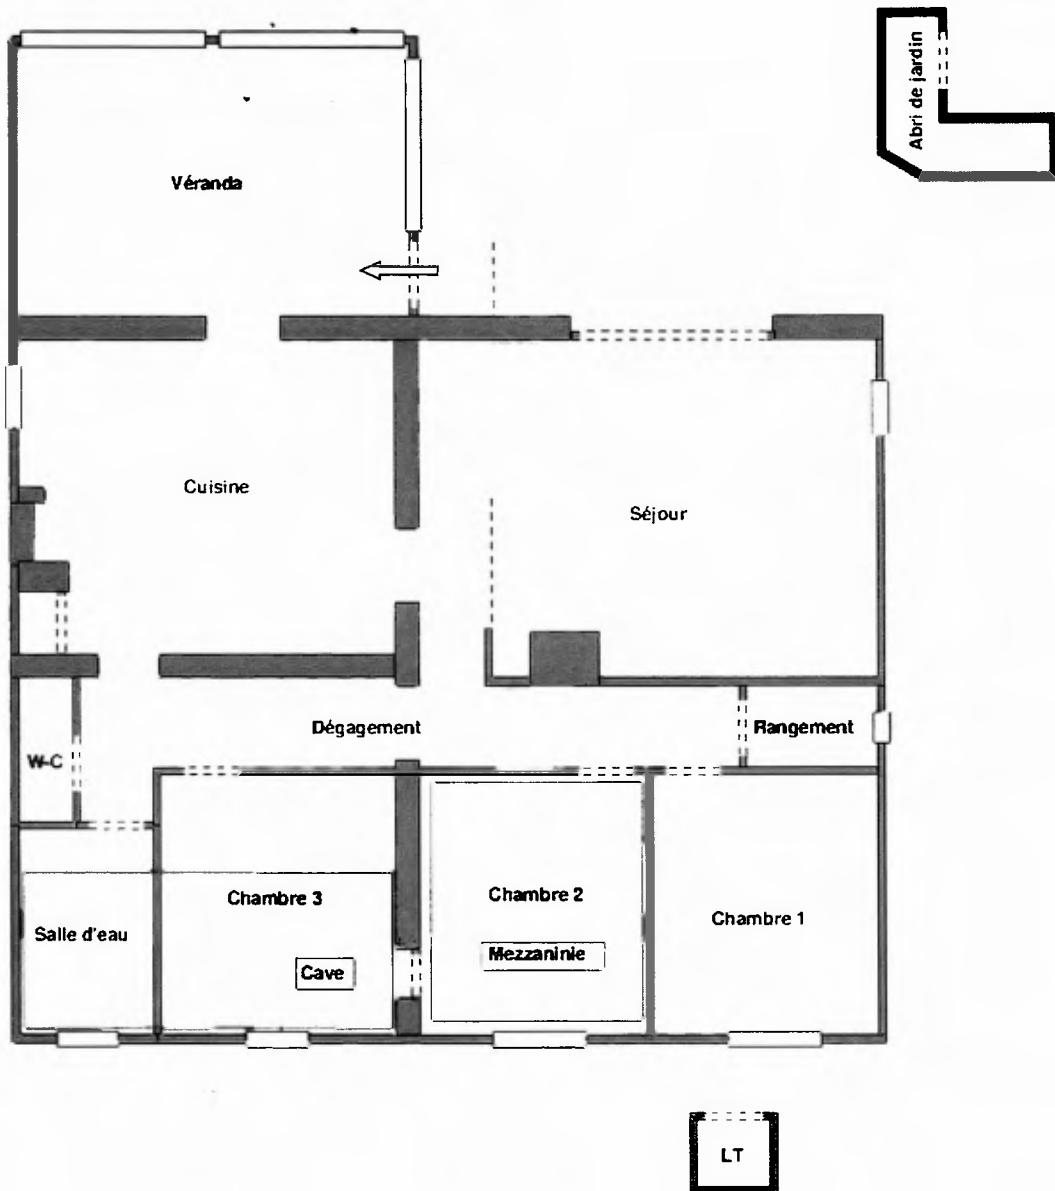 Abri de jardin
Véranda
Cuisine
Séjour
Dégagement
Rangement
W-C
Chambre 3
Chambre 2
Chambre 1
Salle d'eau
Mezzaninie
Cave
LT